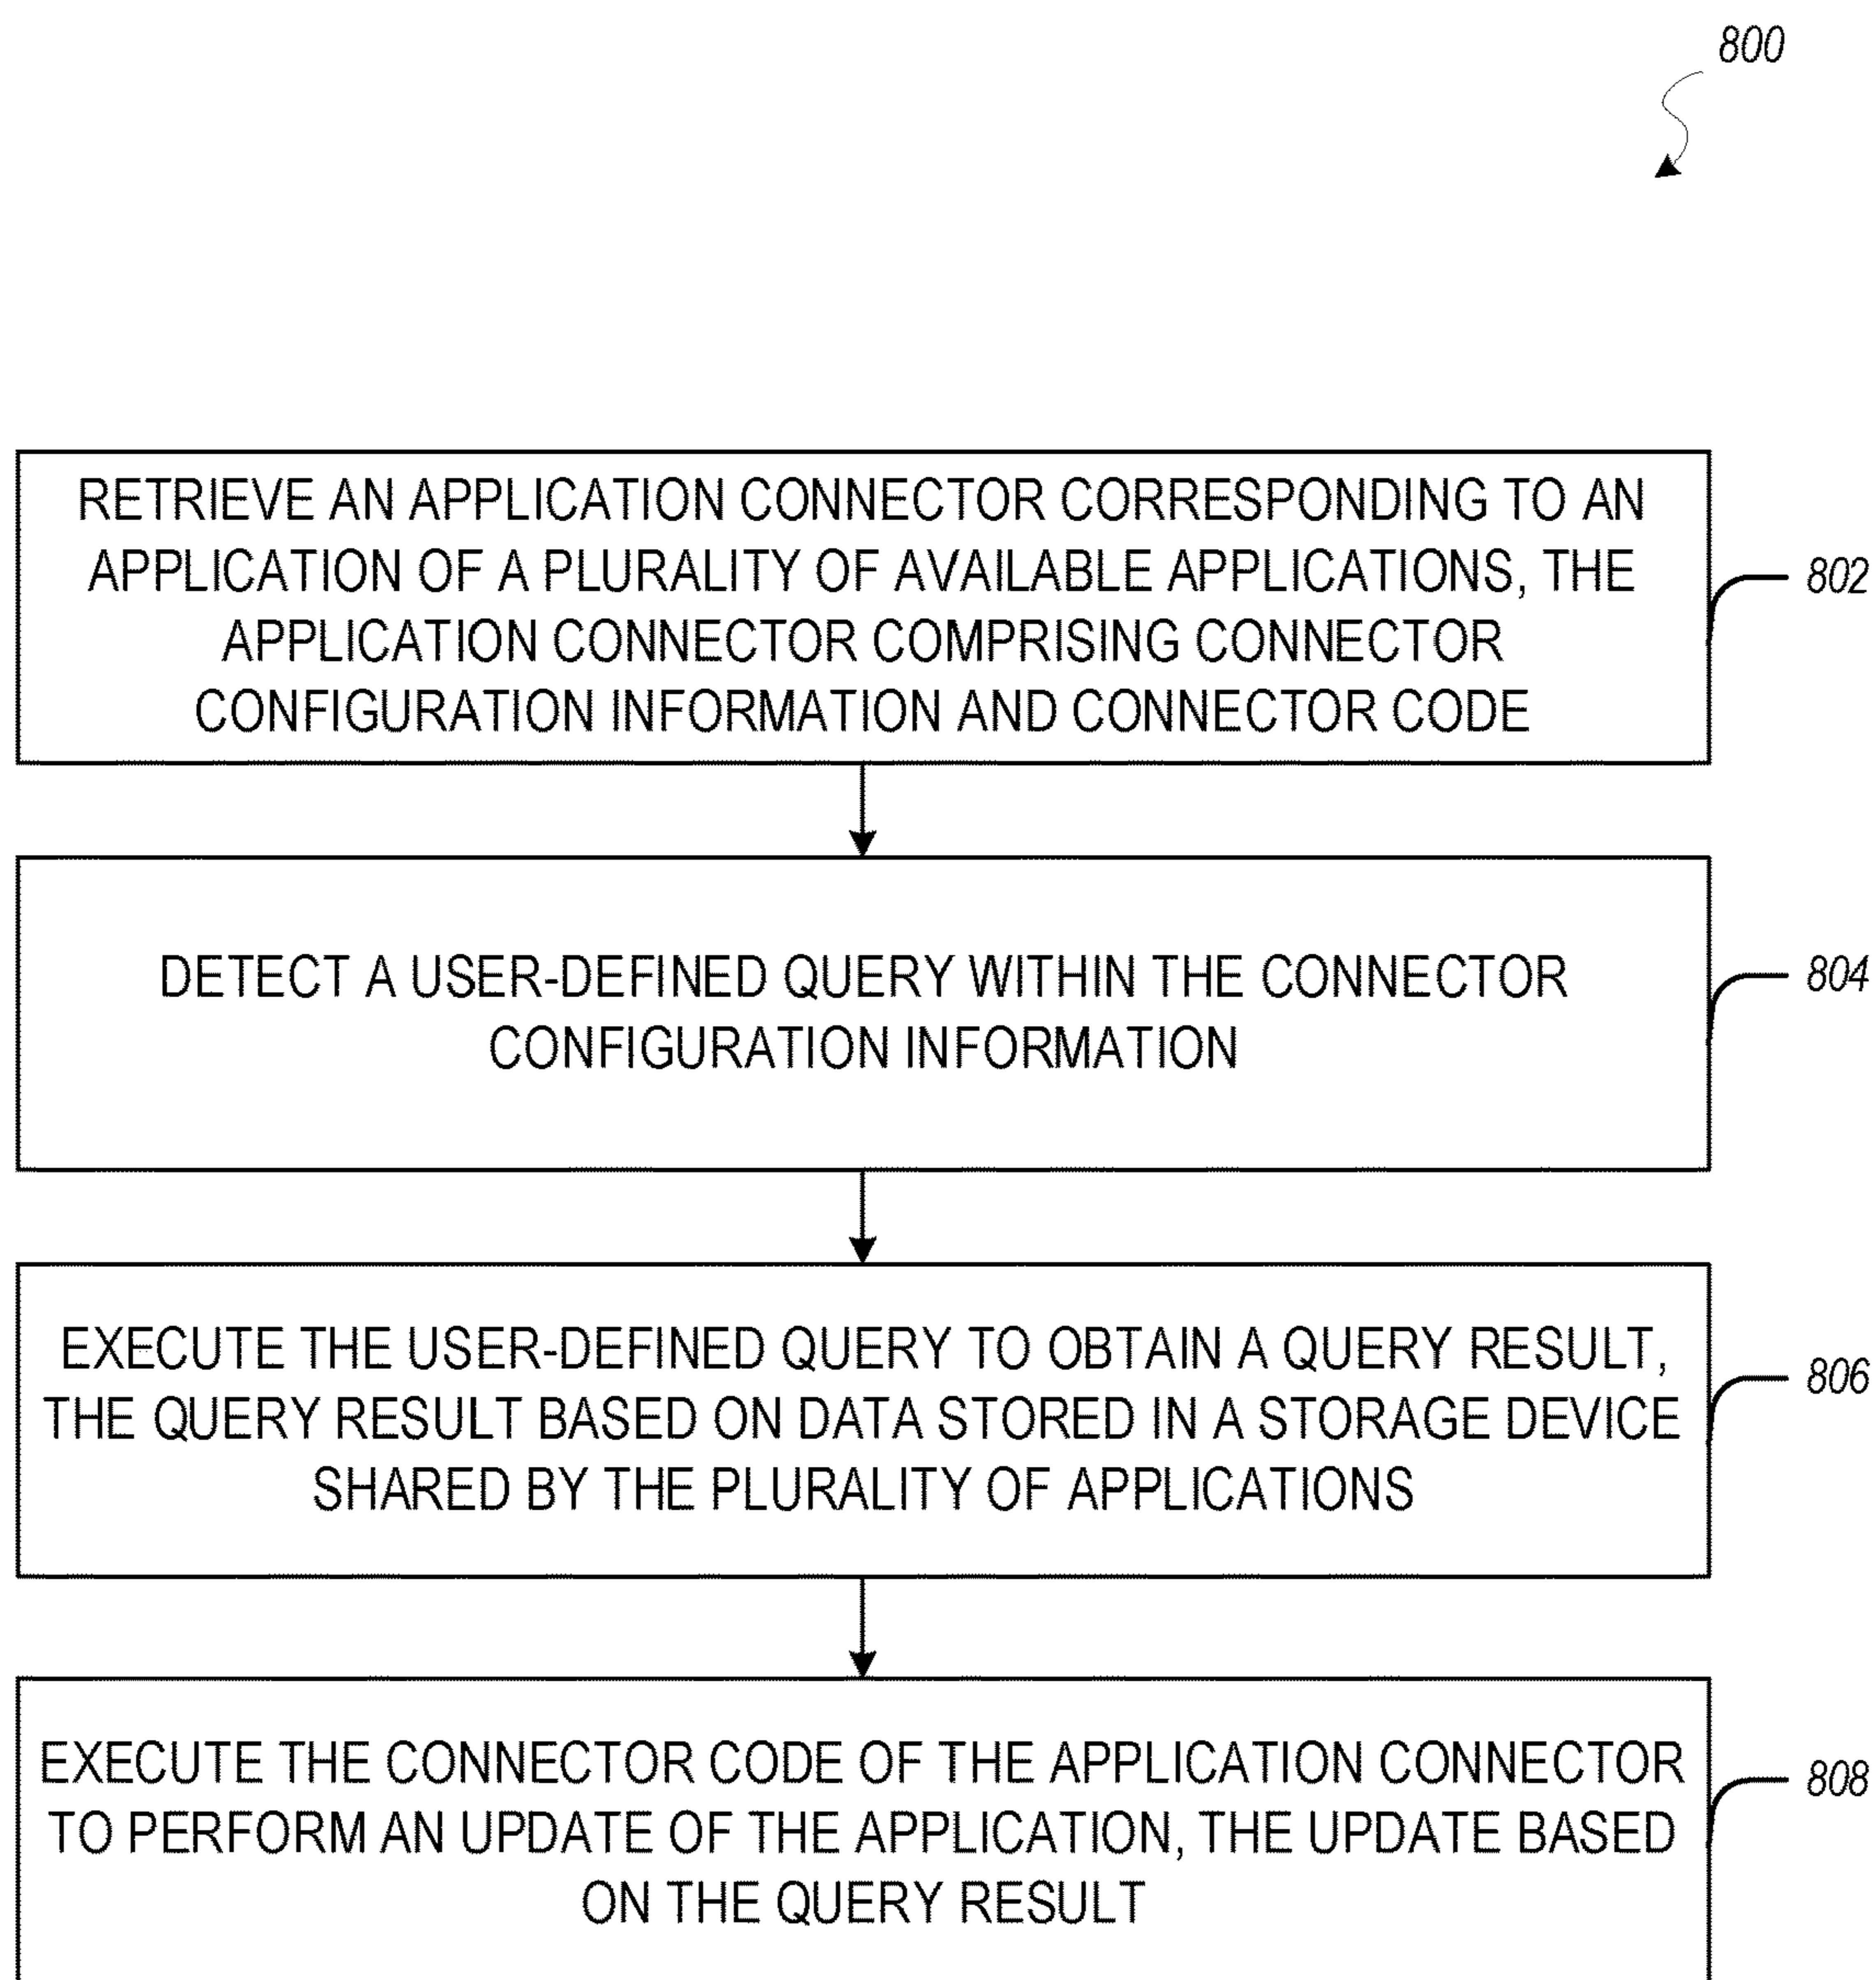 800
RETRIEVE AN APPLICATION CONNECTOR CORRESPONDING TO AN
APPLICATION OF A PLURALITY OF AVAILABLE APPLICATIONS, THE
APPLICATION CONNECTOR COMPRISING CONNECTOR
CONFIGURATION INFORMATION AND CONNECTOR CODE
802
DETECT A USER-DEFINED QUERY WITHIN THE CONNECTOR
CONFIGURATION INFORMATION
804
EXECUTE THE USER-DEFINED QUERY TO OBTAIN A QUERY RESULT,
THE QUERY RESULT BASED ON DATA STORED IN A STORAGE DEVICE
SHARED BY THE PLURALITY OF APPLICATIONS
806
EXECUTE THE CONNECTOR CODE OF THE APPLICATION CONNECTOR
TO PERFORM AN UPDATE OF THE APPLICATION, THE UPDATE BASED
ON THE QUERY RESULT
808